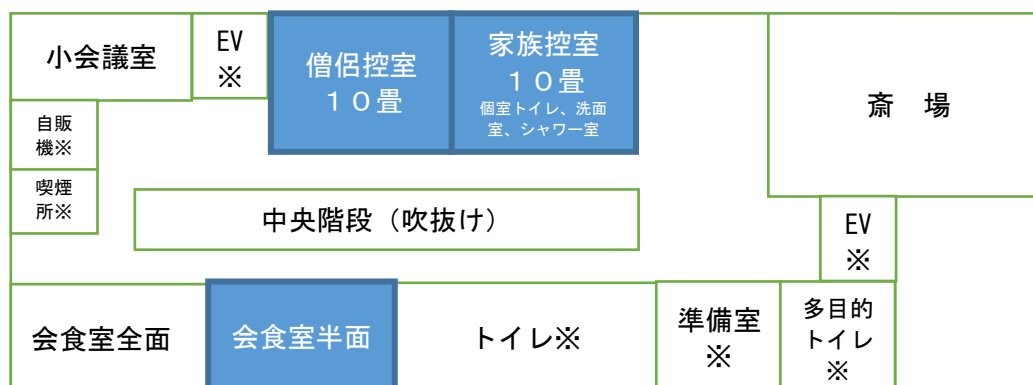 小会議室
EV
※
僧侶控室
１０畳
家族控室
１０畳
個室トイレ、洗面
室、シャワー室
斎　場
自販
機※
喫煙
所※
中央階段（吹抜け）
EV
※
会食室全面
会食室半面
トイレ※
準備室
※
多目的
トイレ
※